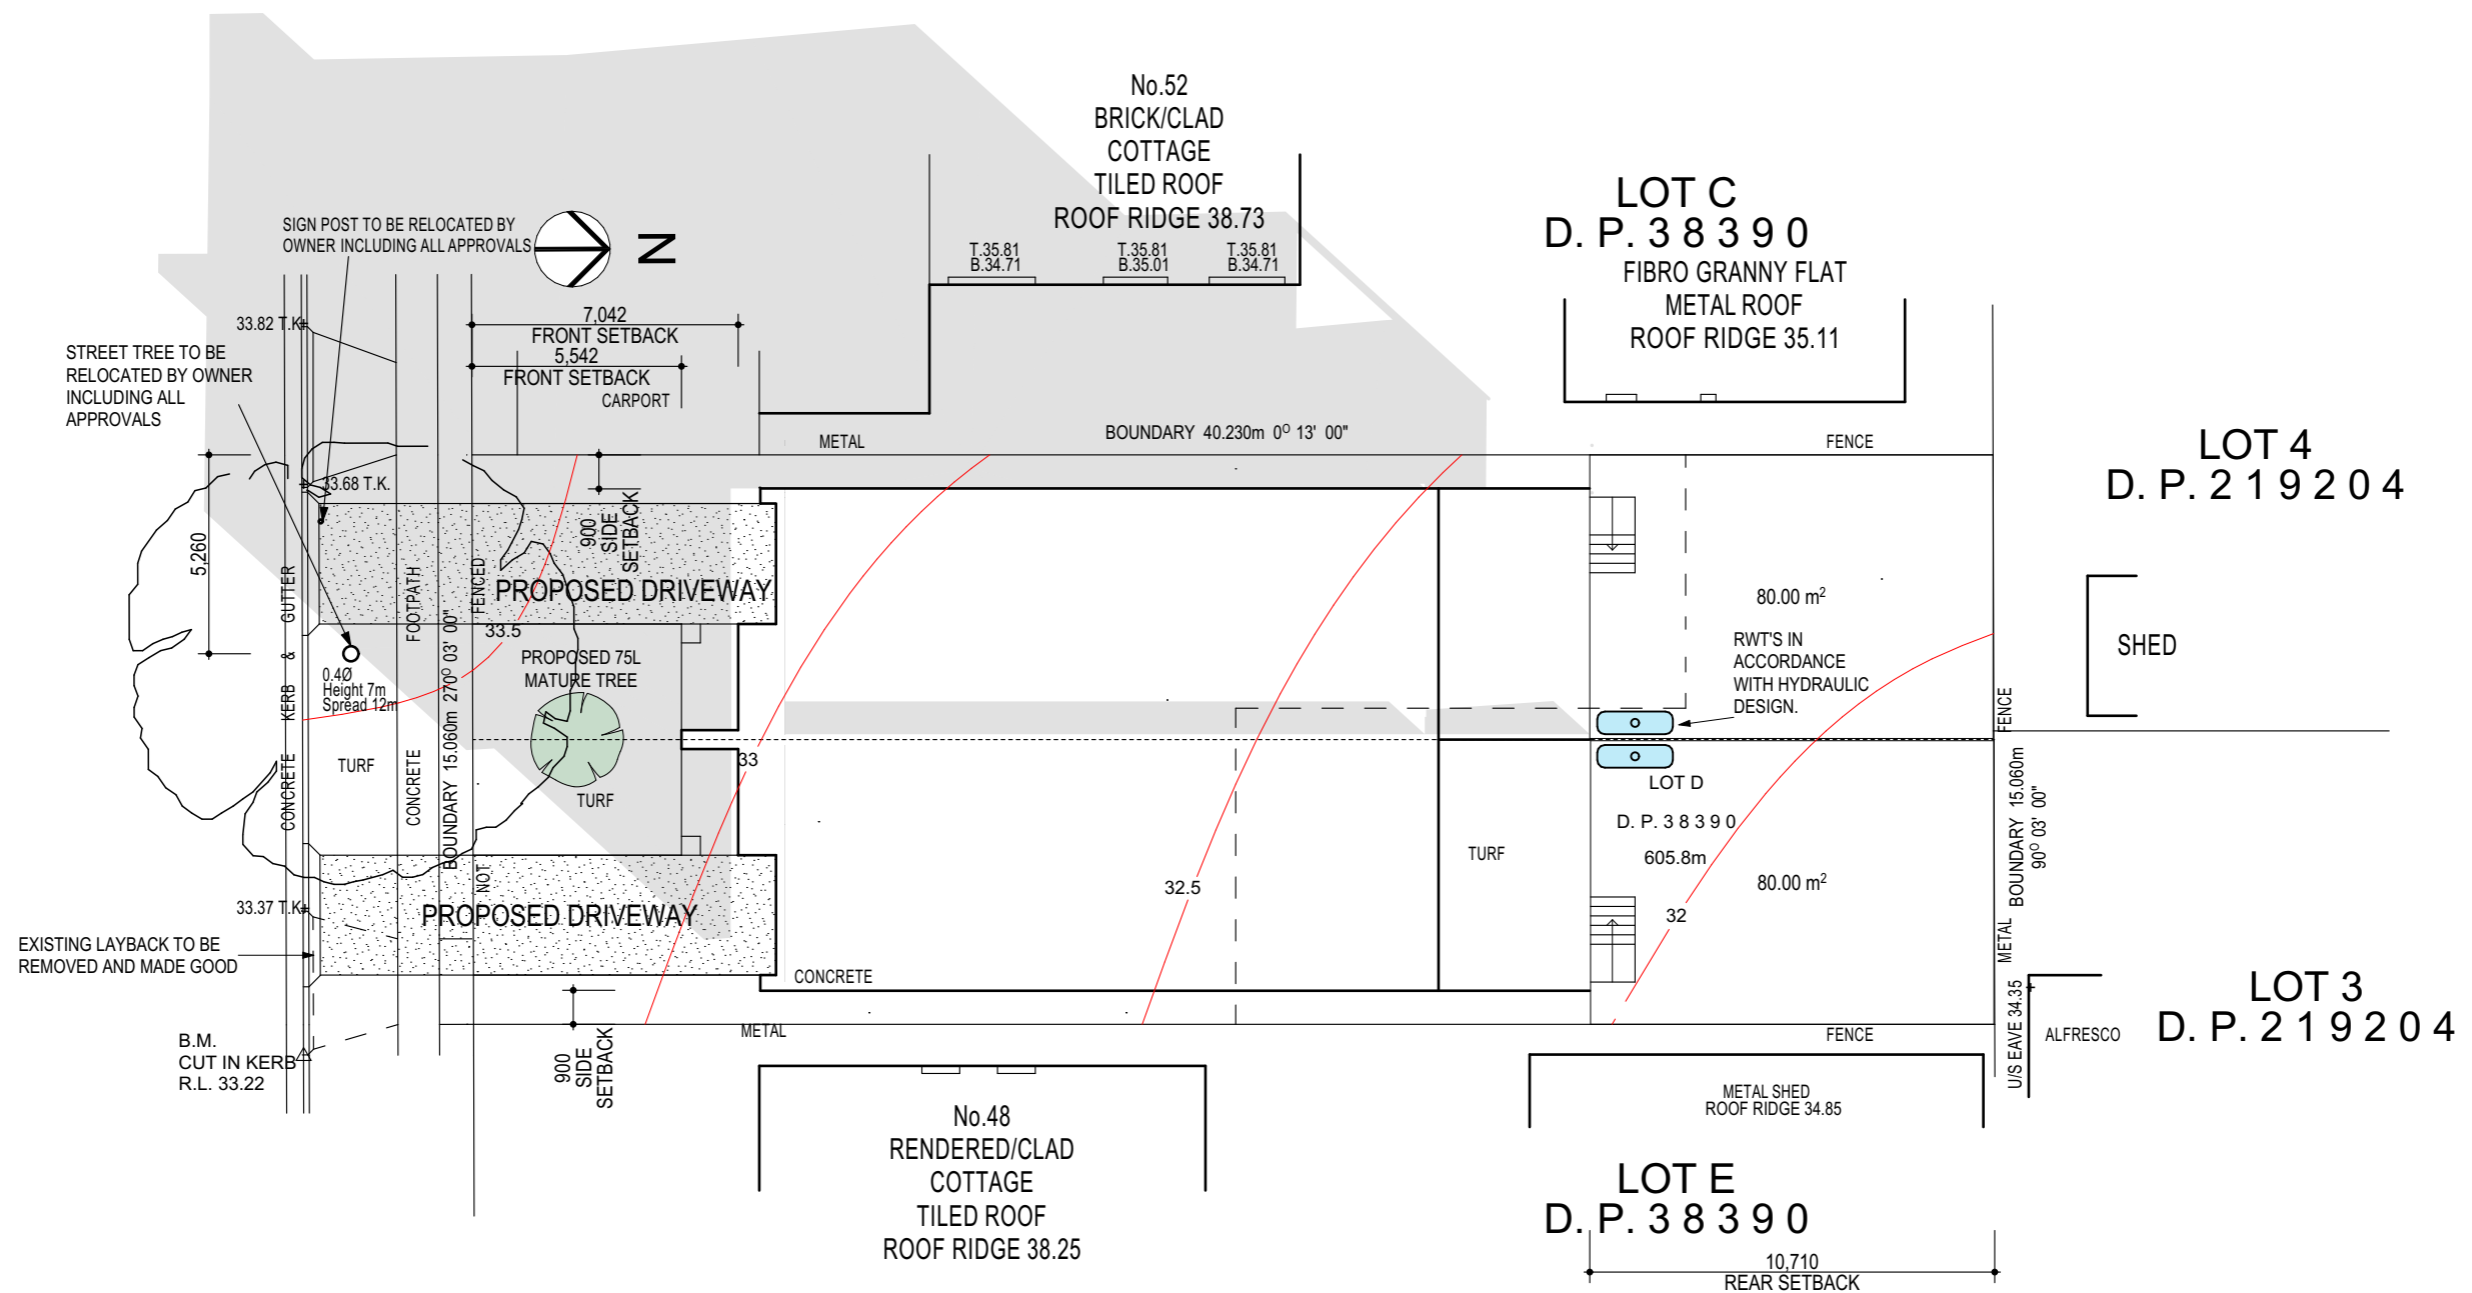 No.52
BRICK/CLAD
COTTAGE
TILED ROOF
ROOF RIDGE 38.73
T.35.81
B.34.71
T.35.81
B.35.01
T.35.81
B.34.71
LOT C
D. P. 3 8 3 9 0
FIBRO GRANNY FLAT
METAL ROOF
ROOF RIDGE 35.11
SIGN POST TO BE RELOCATED BY
OWNER INCLUDING ALL APPROVALS
N
7,042
FRONT SETBACK
5,542
FRONT SETBACK
CARPORT
33.82 T.K
STREET TREE TO BE
RELOCATED BY OWNER
INCLUDING ALL
APPROVALS
METAL
BOUNDARY 40.230m 0⁰ 13' 00"
FENCE
LOT 4
D. P. 2 1 9 2 0 4
33.68 T.K.
5,260
900
SIDE
SETBACK
PROPOSED DRIVEWAY
33.5
CONCRETE KERB & GUTTER
CONCRETE FOOTPATH
BOUNDARY 15.060m 270⁰ 03' 00"
NOT FENCED
0.4Ø
Height 7m
Spread 12m
PROPOSED 75L
MATURE TREE
TURF
TURF
33
32.5
32
80.00 m²
RWT'S IN
ACCORDANCE
WITH HYDRAULIC
DESIGN.
SHED
LOT D
D. P. 3 8 3 9 0
605.8m
TURF
80.00 m²
METAL FENCE
BOUNDARY 15.060m
90⁰ 03' 00"
33.37 T.K
PROPOSED DRIVEWAY
EXISTING LAYBACK TO BE
REMOVED AND MADE GOOD
CONCRETE
METAL
FENCE
B.M.
CUT IN KERB
R.L. 33.22
900
SIDE
SETBACK
U/S EAVE 34.35
ALFRESCO
LOT 3
D. P. 2 1 9 2 0 4
METAL SHED
ROOF RIDGE 34.85
No.48
RENDERED/CLAD
COTTAGE
TILED ROOF
ROOF RIDGE 38.25
LOT E
D. P. 3 8 3 9 0
10,710
REAR SETBACK